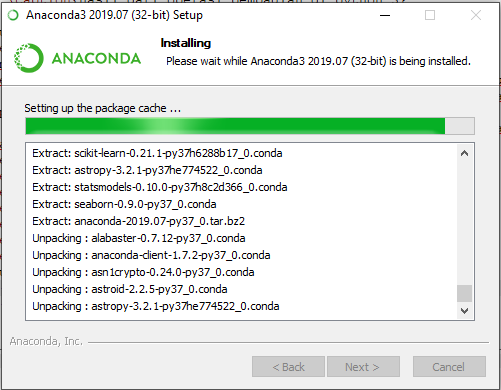 Anaconda3 2019.07 (32-bit) Setup
ANACONDA
Installing
Please wait while Anaconda3 2019.07 (32-bit) is being installed.
Setting up the package cache ...
Extract: scikit-learn-0.21.1-py37h6288b17_0.conda
Extract: astropy-3.2.1-py37he774522_0.conda
Extract: statsmodels-0.10.0-py37h8c2d366_0.conda
Extract: seaborn-0.9.0-py37_0.conda
Extract: anaconda-2019.07-py37_0.tar.bz2
Unpacking : alabaster-0.7.12-py37_0.conda
Unpacking : anaconda-client-1.7.2-py37_0.conda
Unpacking : asn1crypto-0.24.0-py37_0.conda
Unpacking : astroid-2.2.5-py37_0.conda
Unpacking : astropy-3.2.1-py37he774522_0.conda
Anaconda, Inc.
< Back
Next >
Cancel